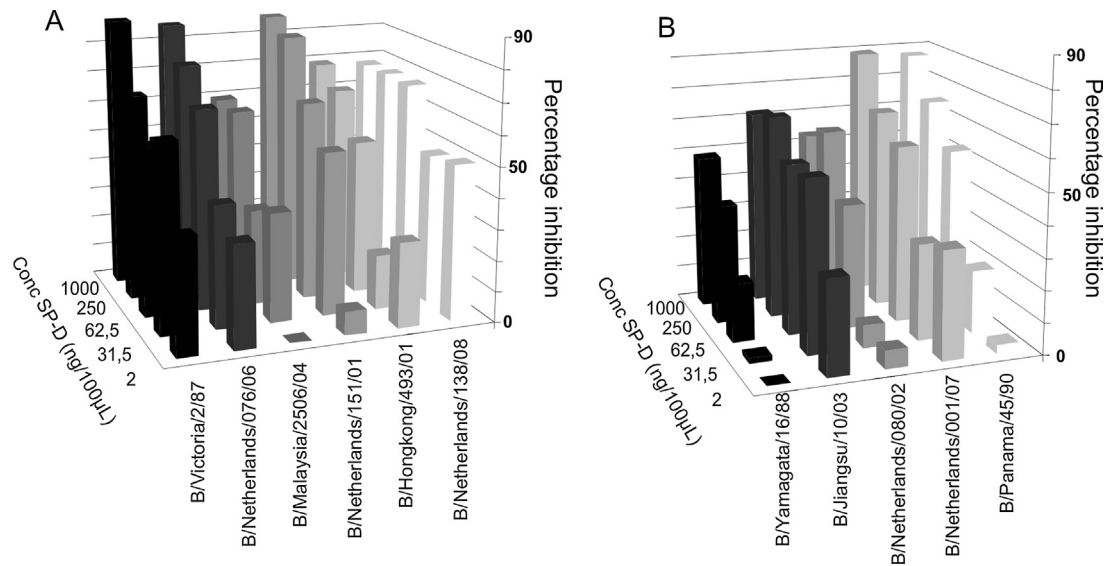 A
90
50
0
Percentage inhibition
1000
250
62,5
31,5
2
Conc SP-D (ng/100µL)
B/Victoria/2/87
B/Netherlands/076/06
B/Malaysia/2506/04
B/Netherlands/151/01
B/Hongkong/493/01
B/Netherlands/138/08
B
90
50
0
Percentage inhibition
1000
250
62,5
31,5
2
Conc SP-D (ng/100µL)
B/Yamagata/16/88
B/Jiangsu/10/03
B/Netherlands/080/02
B/Netherlands/001/07
B/Panama/45/90